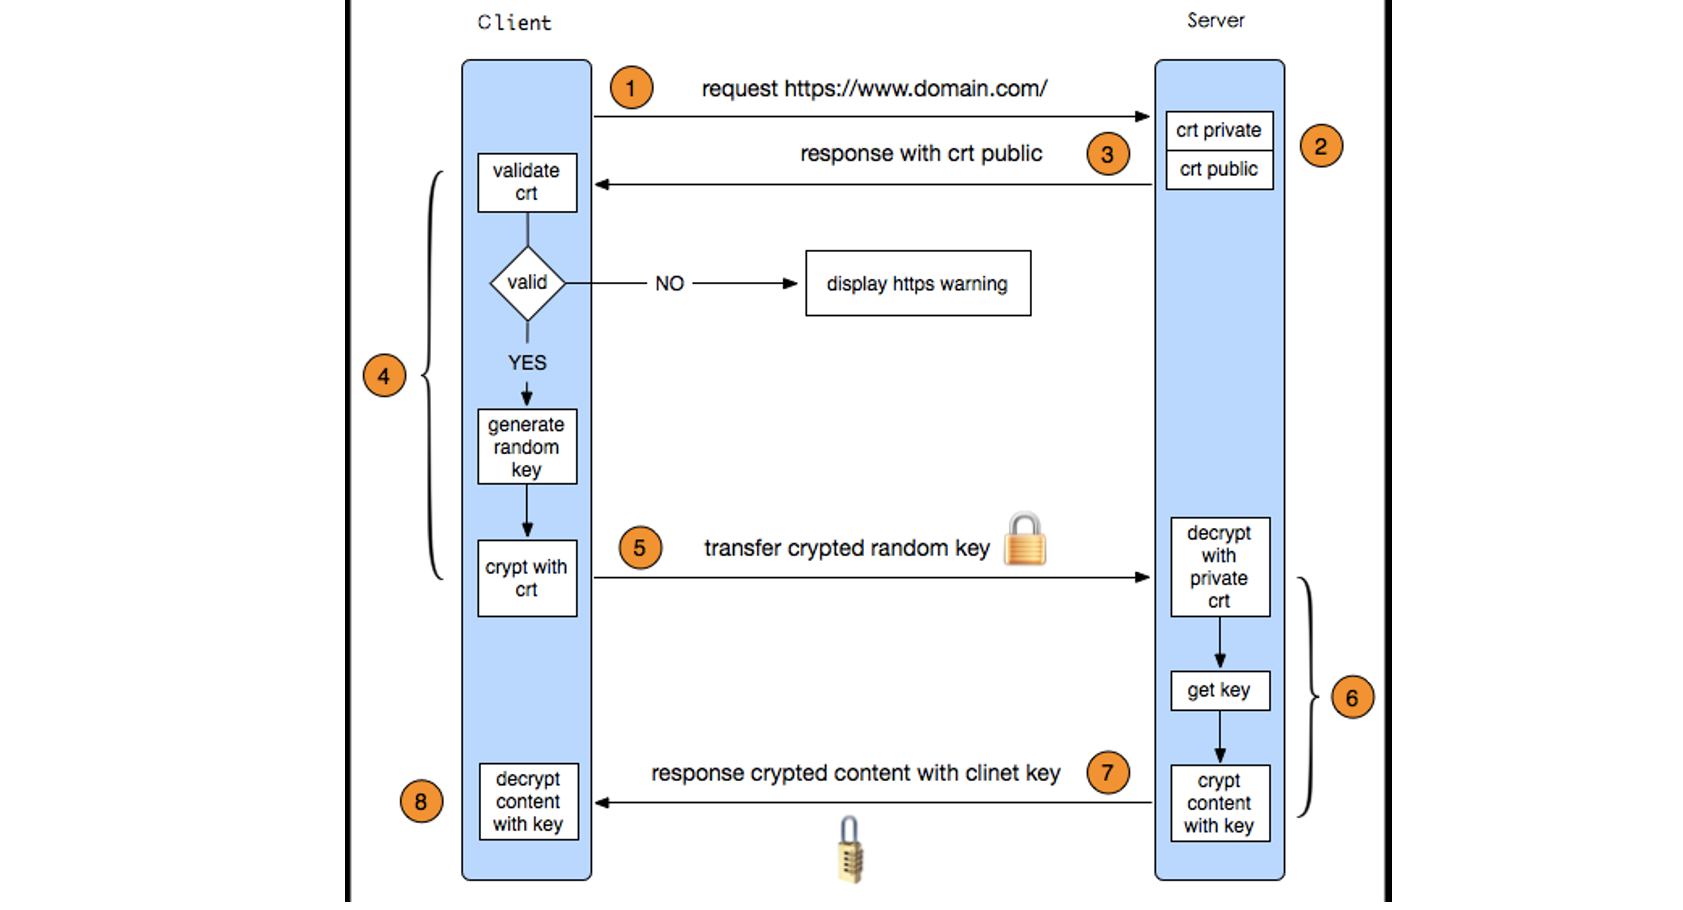 Client
Server
1
request https://www.domain.com/
crt private
2
response with crt public
3
crt public
validate
crt
valid
NO
display https warning
YES
4
generate
random
key
5
transfer crypted random key
decrypt
with
private
crt
crypt with
crt
get key
6
response crypted content with clinet key
7
8
decrypt
content
with key
crypt
content
with key